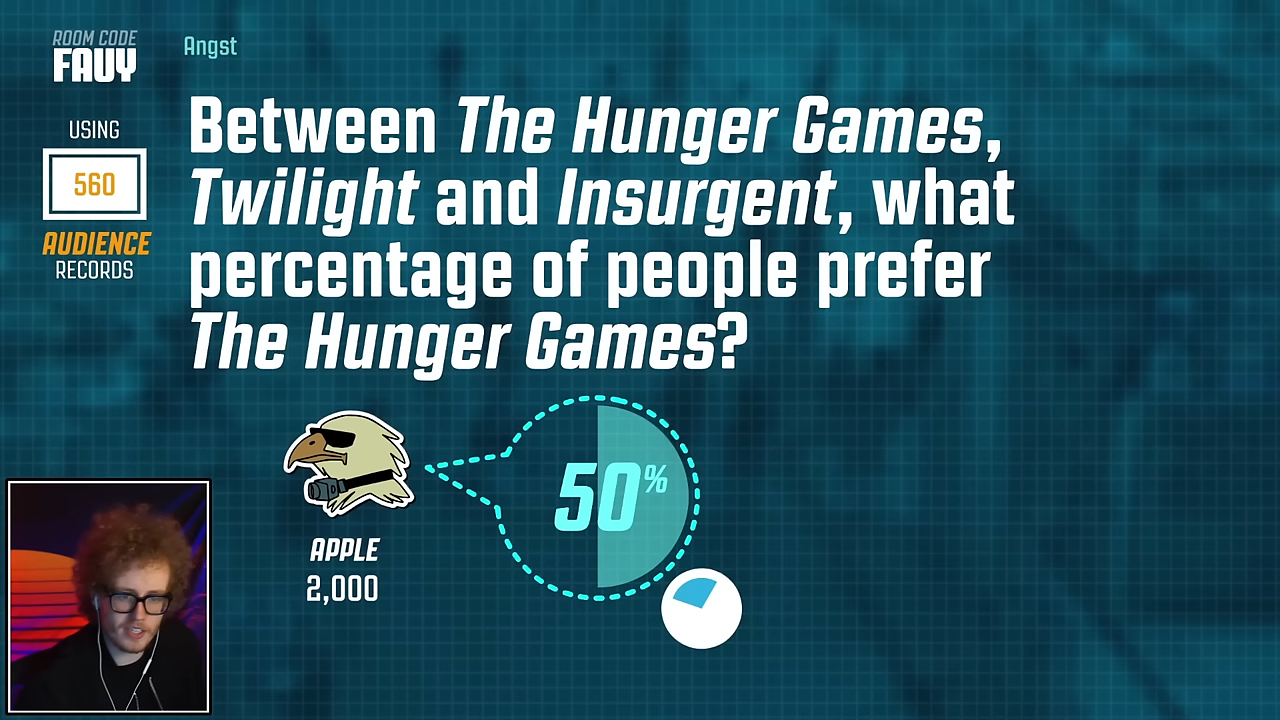 ROOM CODE
FAUY
Angst
USING
560
AUDIENCE
RECORDS
Between The Hunger Games,
Twilight and Insurgent, what
percentage of people prefer
The Hunger Games?
50%
APPLE
2,000